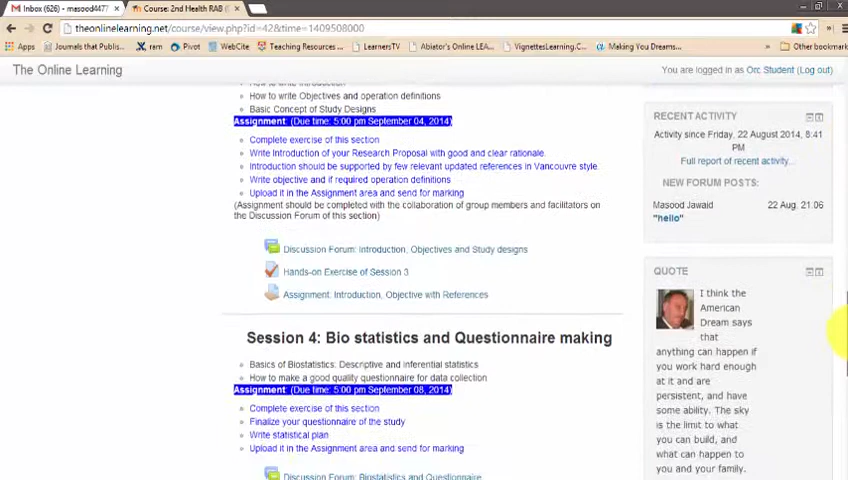 Inbox (626) - masood4477
Course: 2nd Health RAB
theonlinelearning.net/course/view.php?id=42&time=1409508000
Apps Journals that Publis... ram Pivot WebCite Teaching Resources ... LearnersTV Abiator's Online LEA... VignettesLearning.C... Making You Dreams... » Other bookmark
The Online Learning
You are logged in as Orc Student (Log out)
How to write Introduction
How to write Objectives and operation definitions
Basic Concept of Study Designs
Assignment: (Due time: 5:00 pm September 04, 2014)
Complete exercise of this section
Write Introduction of your Research Proposal with good and clear rationale.
Introduction should be supported by few relevant updated references in Vancouvre style.
Write objective and if required operation definitions
Upload it in the Assignment area and send for marking
(Assignment should be completed with the collaboration of group members and facilitators on
the Discussion Forum of this section)
Discussion Forum: Introduction, Objectives and Study designs
Hands-on Exercise of Session 3
Assignment: Introduction, Objective with References
Session 4: Bio statistics and Questionnaire making
Basics of Biostatistics: Descriptive and inferential statistics
How to make a good quality questionnaire for data collection
Assignment: (Due time: 5:00 pm September 08, 2014)
Complete exercise of this section
Finalize your questionnaire of the study
Write statistical plan
Upload it in the Assignment area and send for marking
Discussion Forum: Biostatistics and Questionnaire
RECENT ACTIVITY
Activity since Friday, 22 August 2014, 8:41
PM
Full report of recent activity...
NEW FORUM POSTS:
Masood Jawaid 22 Aug, 21:06
"hello"
QUOTE
I think the
American
Dream says
that
anything can happen if
you work hard enough
at it and are
persistent, and have
some ability. The sky
is the limit to what
you can build, and
what can happen to
you and your family.